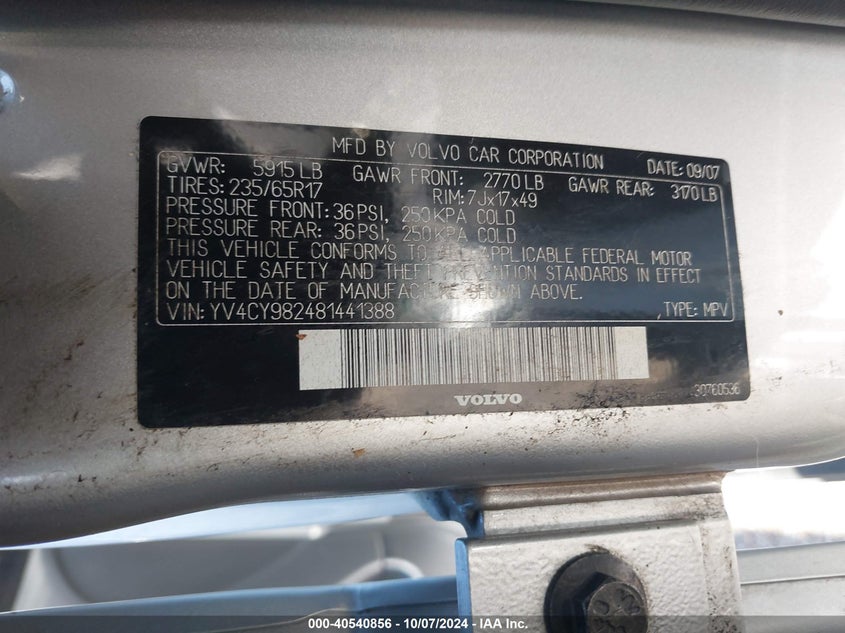 MFD BY VOLVO CAR CORPORATION DATE: 09/07
GVWR: 5915 LB GAWR FRONT: 2770 LB GAWR REAR: 3170 LB
TIRES: 235/65R17 RIM: 7Jx17x49
PRESSURE FRONT: 36 PSI, 250 KPA COLD
PRESSURE REAR: 36 PSI, 250 KPA COLD
THIS VEHICLE CONFORMS TO ALL APPLICABLE FEDERAL MOTOR
VEHICLE SAFETY AND THEFT PREVENTION STANDARDS IN EFFECT
ON THE DATE OF MANUFACTURE SHOWN ABOVE.
VIN: YV4CY982481441388 TYPE: MPV
VOLVO 30760536
000-40540856 - 10/07/2024 - IAA Inc.